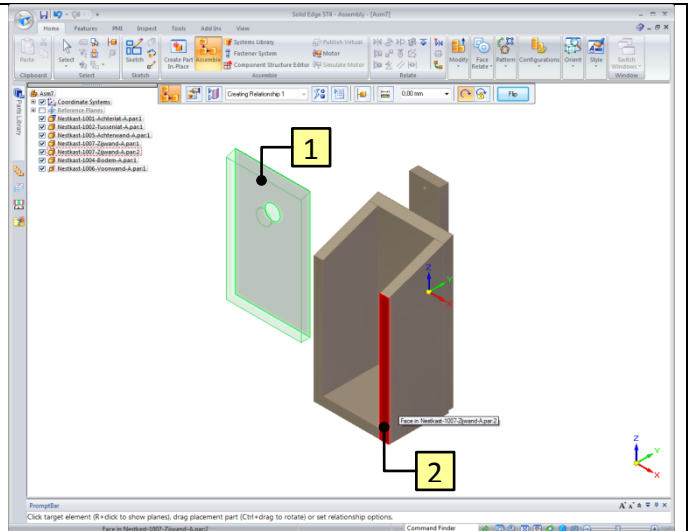 Solid Edge ST4 - Assembly - [Asm7]
Home Features PMI Inspect Tools Add Ins View
Paste
Select
Sketch
Create Part In-Place
Assemble
Systems Library
Fastener System
Component Structure Editor
Publish Virtual
Motor
Simulate Motor
Modify
Face Relate
Pattern
Configurations
Orient
Style
Switch Windows
Clipboard Select Sketch Assemble Relate Window
Parts Library
Asm7
Coordinate Systems
Reference Planes
Nestkast-1001-Achterlat-A.par:1
Nestkast-1002-Tussenlat-A.par:1
Nestkast-1005-Achterwand-A.par:1
Nestkast-1007-Zijwand-A.par:1
Nestkast-1007-Zijwand-A.par:2
Nestkast-1004-Bodem-A.par:1
Nestkast-1006-Voorwand-A.par:1
Creating Relationship 1
0,00 mm
Flip
1
Z
Y
X
Face in Nestkast-1007-Zijwand-A.par:2
2
Z
Y
X
PromptBar
Click target element (R+click to show planes), drag placement part (Ctrl+drag to rotate) or set relationship options.
Face in Nestkast-1007-Zijwand-A.par:2
Command Finder